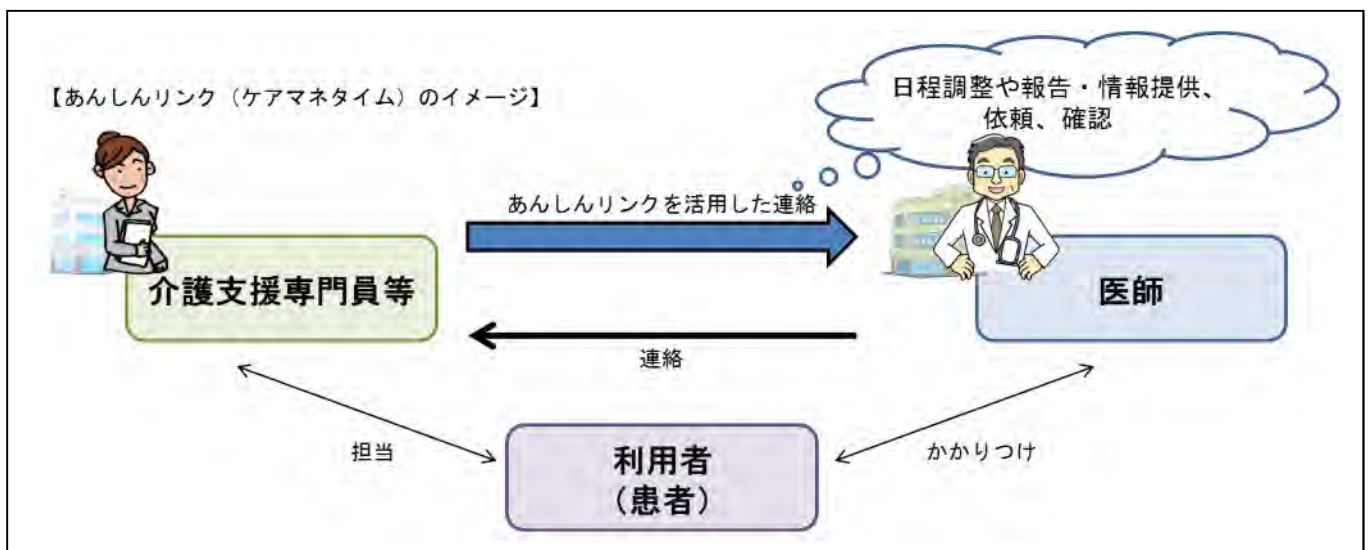 【あんしんリンク（ケアマネタイム）のイメージ】
日程調整や報告・情報提供、
依頼、確認
あんしんリンクを活用した連絡
介護支援専門員等
医師
連絡
担当
かかりつけ
利用者
（患者）